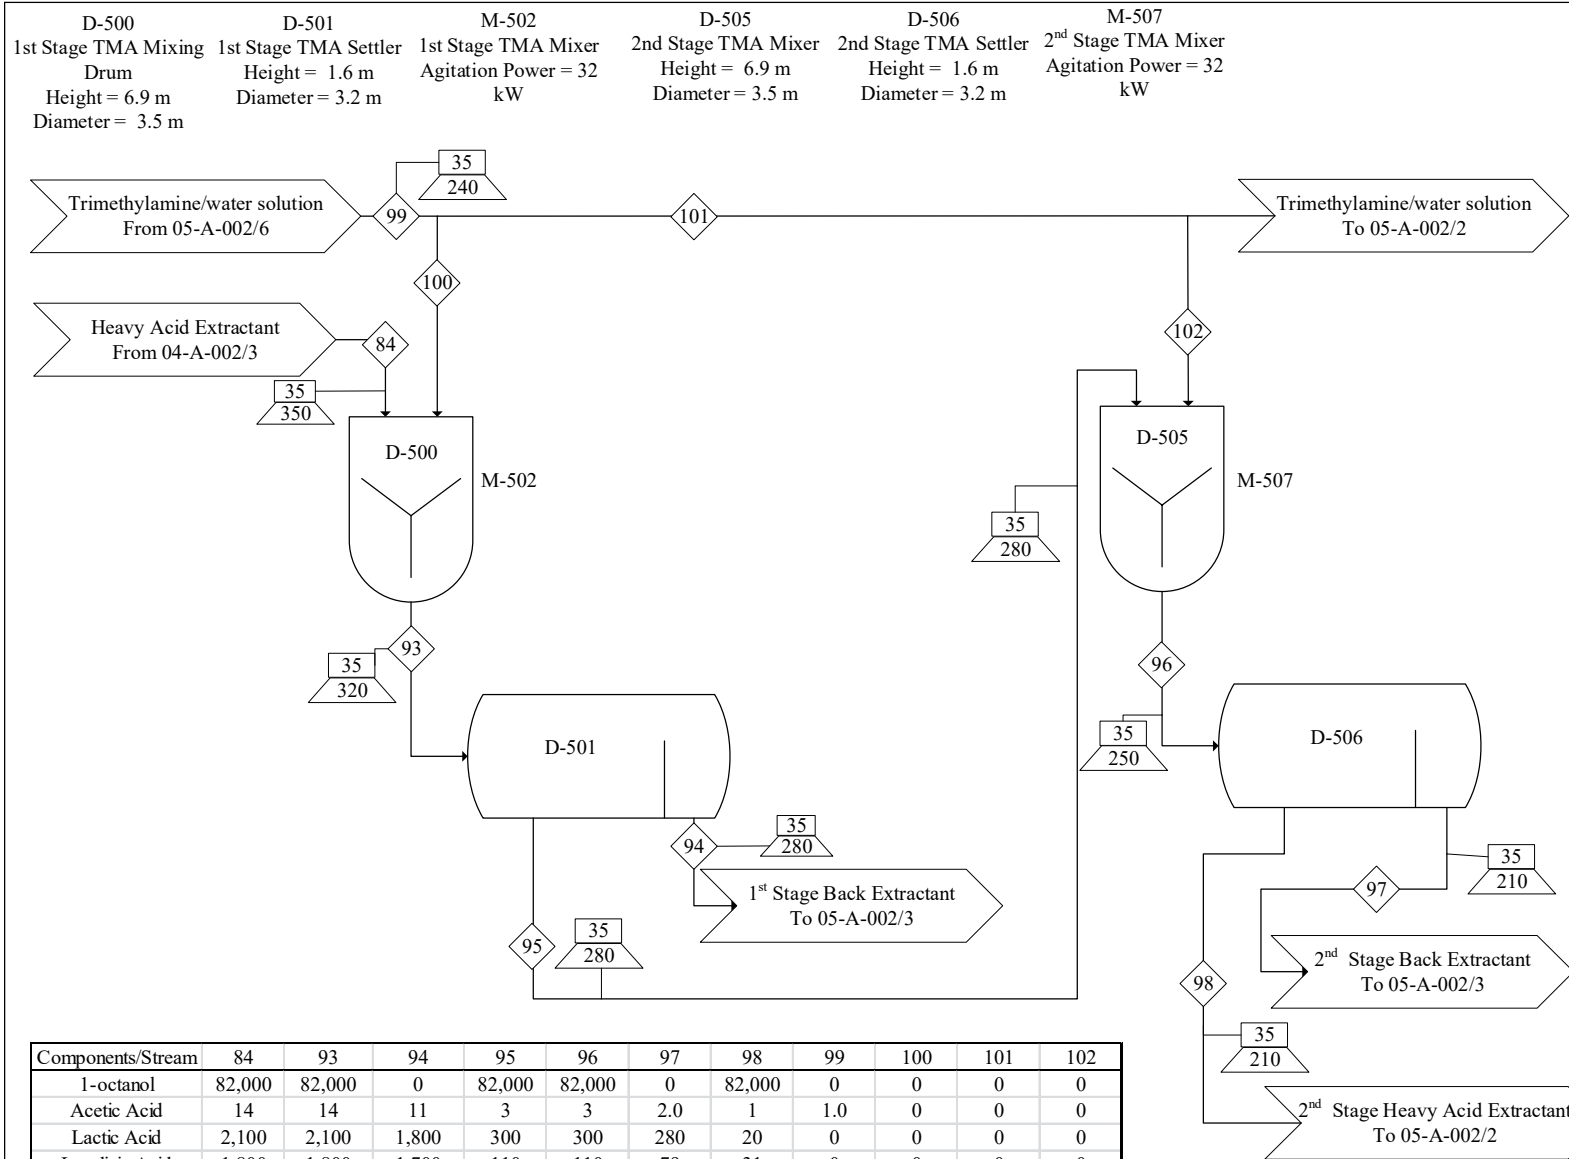 D-500
1st Stage TMA Mixing
Drum
Height = 6.9 m
Diameter = 3.5 m
D-501
1st Stage TMA Settler
Height = 1.6 m
Diameter = 3.2 m
M-502
1st Stage TMA Mixer
Agitation Power = 32
kW
D-505
2nd Stage TMA Mixer
Height = 6.9 m
Diameter = 3.5 m
D-506
2nd Stage TMA Settler
Height = 1.6 m
Diameter = 3.2 m
M-507
2nd Stage TMA Mixer
Agitation Power = 32
kW
35
240
Trimethylamine/water solution
From 05-A-002/6
99
101
Trimethylamine/water solution
To 05-A-002/2
100
102
Heavy Acid Extractant
From 04-A-002/3
84
35
350
D-500
M-502
D-505
M-507
35
280
93
35
320
96
35
250
D-501
D-506
94
35
280
1st Stage Back Extractant
To 05-A-002/3
95
35
280
35
210
97
2nd Stage Back Extractant
To 05-A-002/3
98
35
210
2nd Stage Heavy Acid Extractant
To 05-A-002/2
Components/Stream 84 93 94 95 96 97 98 99 100 101 102
1-octanol 82,000 82,000 0 82,000 82,000 0 82,000 0 0 0 0
Acetic Acid 14 14 11 3 3 2.0 1 1.0 0 0 0
Lactic Acid 2,100 2,100 1,800 300 300 280 20 0 0 0 0